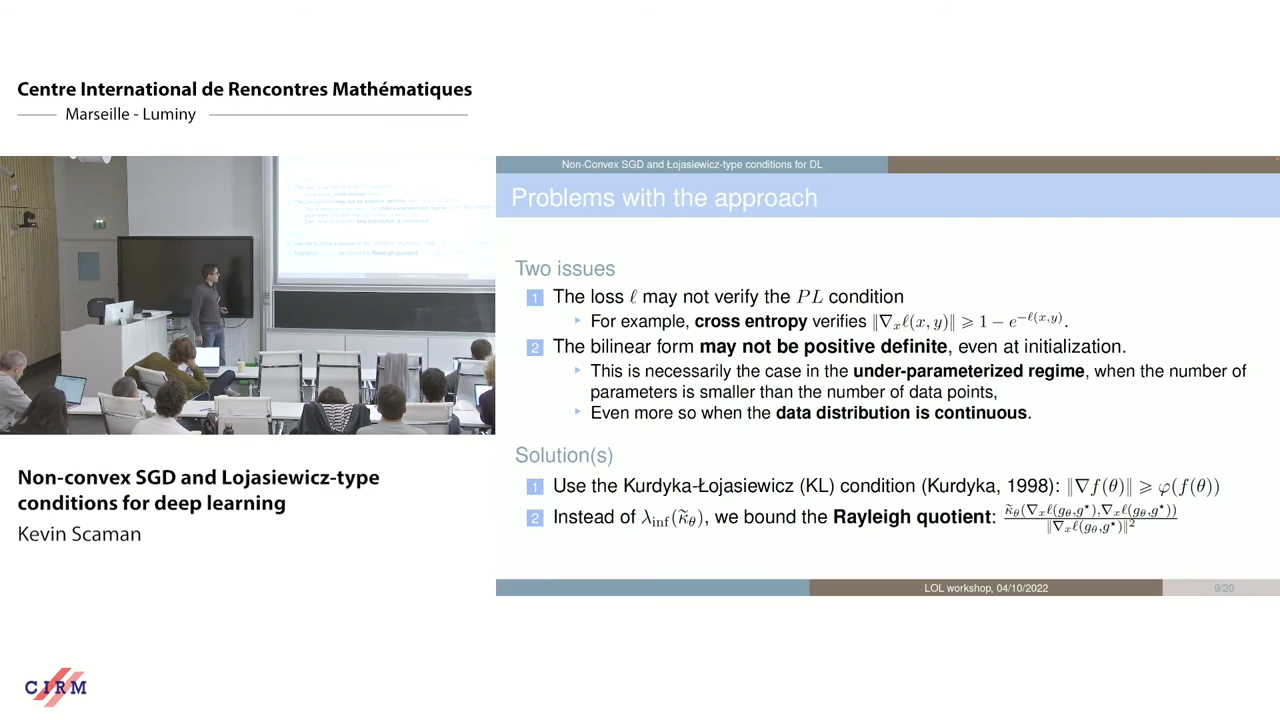 Centre International de Rencontres Mathématiques
Marseille - Luminy
Non-Convex SGD and Łojasiewicz-type conditions for DL
Problems with the approach
Two issues
1 The loss ℓ may not verify the PL condition
For example, cross entropy verifies ‖∇ₓℓ(x, y)‖ ⩾ 1 − e^{−ℓ(x,y)}.
2 The bilinear form may not be positive definite, even at initialization.
This is necessarily the case in the under-parameterized regime, when the number of
parameters is smaller than the number of data points,
Even more so when the data distribution is continuous.
Solution(s)
1 Use the Kurdyka-Łojasiewicz (KL) condition (Kurdyka, 1998): ‖∇f(θ)‖ ⩾ φ(f(θ))
2 Instead of λ_inf(κ̃_θ), we bound the Rayleigh quotient: κ̃_θ(∇ₓℓ(g_θ,g*),∇ₓℓ(g_θ,g*)) / ‖∇ₓℓ(g_θ,g*)‖²
LOL workshop, 04/10/2022
9/20
Non-convex SGD and Lojasiewicz-type
conditions for deep learning
Kevin Scaman
CIRM